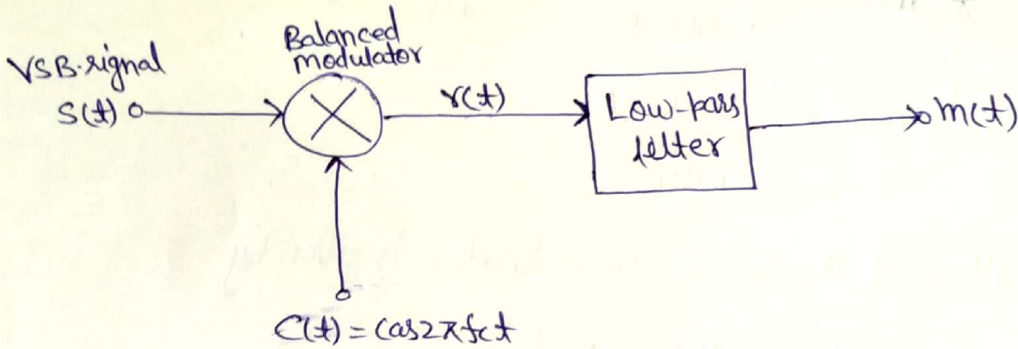 Balanced
modulator
VSB signal
S(t)
r(t)
Low-pass
filter
m(t)
C(t) = cos2πfct